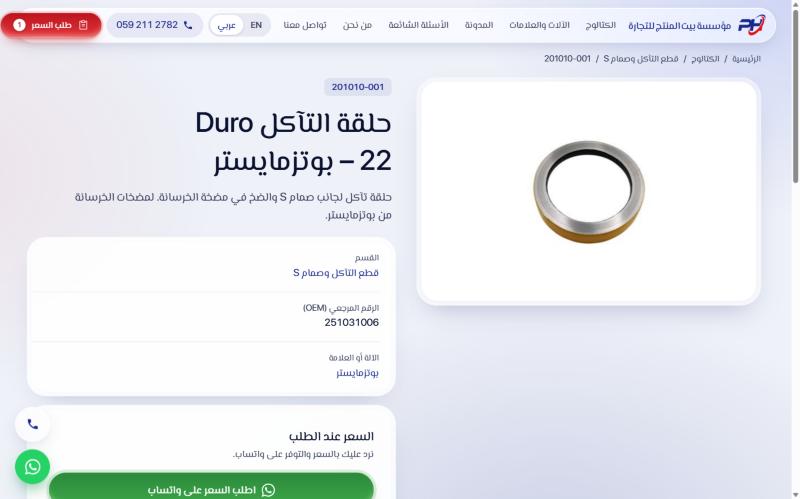 مؤسسة بيت المنتج للتجارة
الكتالوج
الآلات والعلامات
المدونة
الأسئلة الشائعة
من نحن
تواصل معنا
EN
عربي
059 211 2782
طلب السعر 1
الرئيسية / الكتالوج / قطع التآكل وصمام S / 201010-001
201010-001
حلقة التآكل Duro
22 – بوتزمايستر
حلقة تآكل لجانب صمام S والضخ في مضخة الخرسانة. لمضخات الخرسانة
من بوتزمايستر.
القسم
قطع التآكل وصمام S
الرقم المرجعي (OEM)
251031006
الآلة أو العلامة
بوتزمايستر
السعر عند الطلب
نرد عليك بالسعر والتوفر على واتساب.
اطلب السعر على واتساب